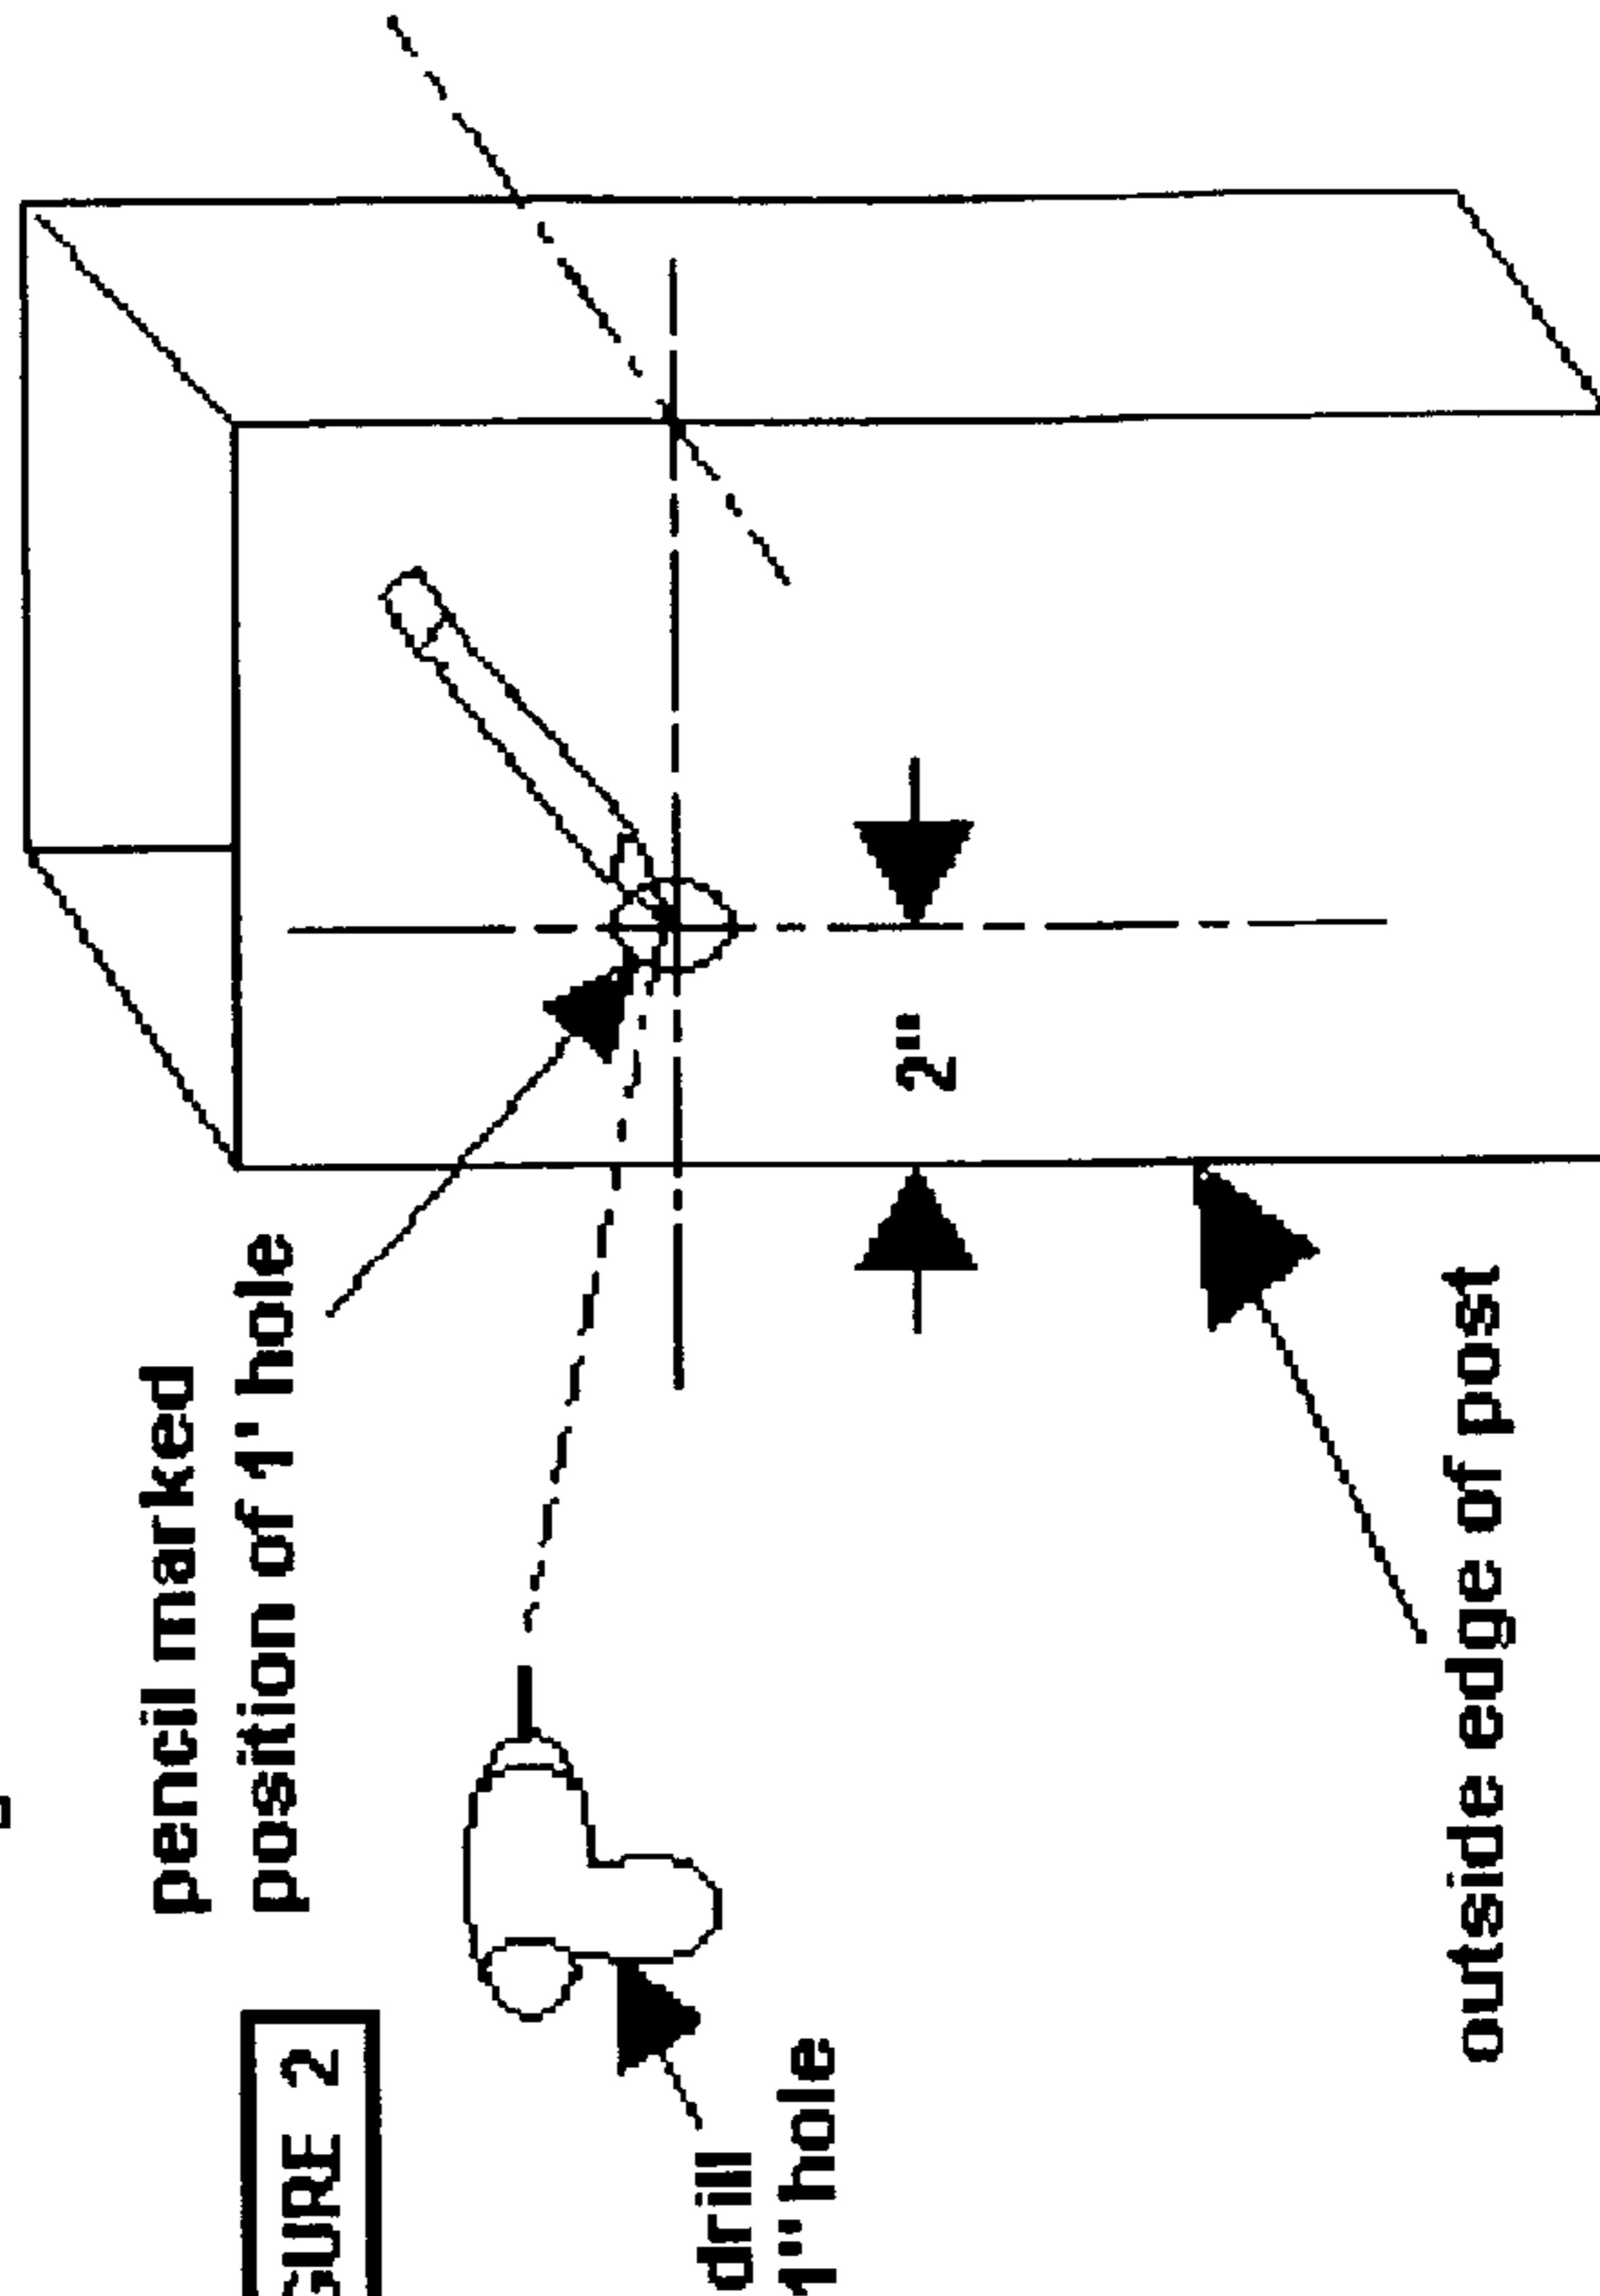 pencil marked
position of 1' hole
GURE 2
drill
1" hole
2"
outside edge of post